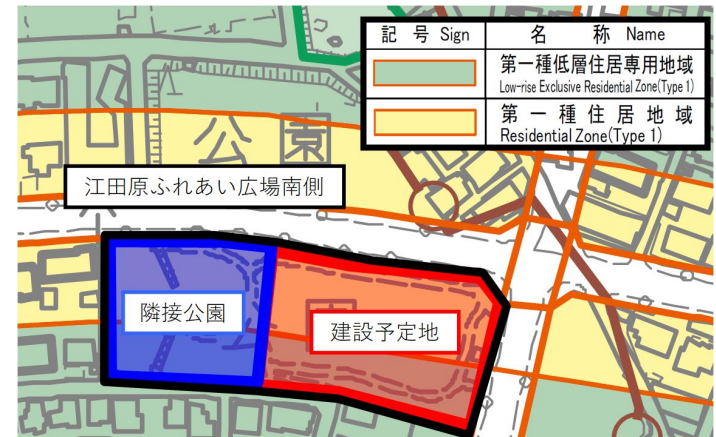 記 号 Sign
名 称 Name
第一種低層住居専用地域
Low-rise Exclusive Residential Zone(Type 1)
第 一 種 住 居 地 域
Residential Zone(Type 1)
公 園
江田原ふれあい広場南側
隣接公園
建設予定地